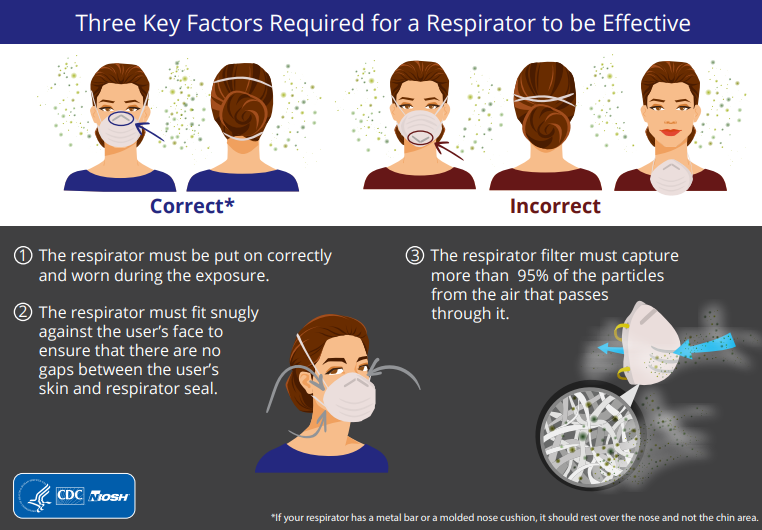 Three Key Factors Required for a Respirator to be Effective
Correct*
Incorrect
1 The respirator must be put on correctly
and worn during the exposure.
2 The respirator must fit snugly
against the user’s face to
ensure that there are no
gaps between the user’s
skin and respirator seal.
3 The respirator filter must capture
more than 95% of the particles
from the air that passes
through it.
CDC
NIOSH
*If your respirator has a metal bar or a molded nose cushion, it should rest over the nose and not the chin area.